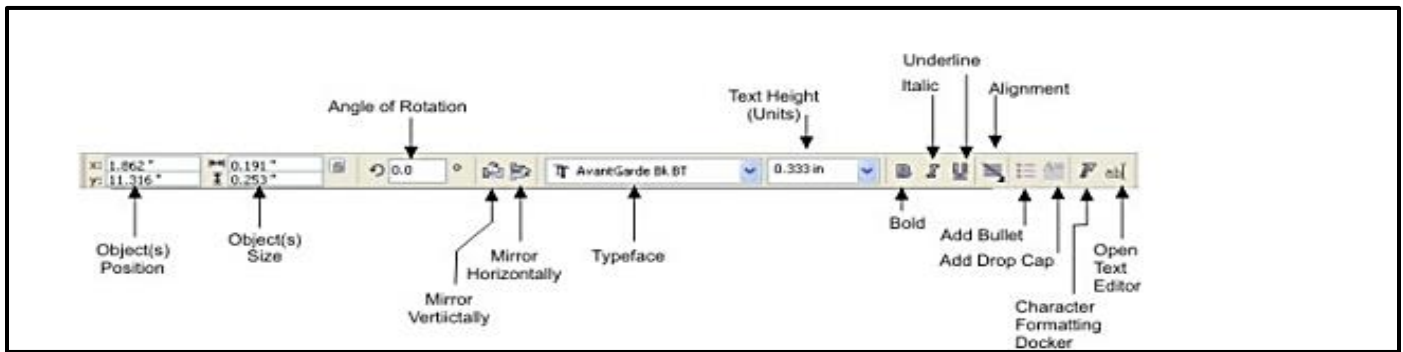 Underline
Italic
Alignment
Text Height
(Units)
Angle of Rotation
x: 1.862 "
y: 11.316 "
0.191 "
0.253 "
0.0
°
AvantGarde Bk BT
0.333 in
B
I
U
F
ab
Object(s)
Position
Object(s)
Size
Mirror
Vertiictally
Mirror
Horizontally
Typeface
Bold
Add Bullet
Add Drop Cap
Character
Formatting
Docker
Open
Text
Editor